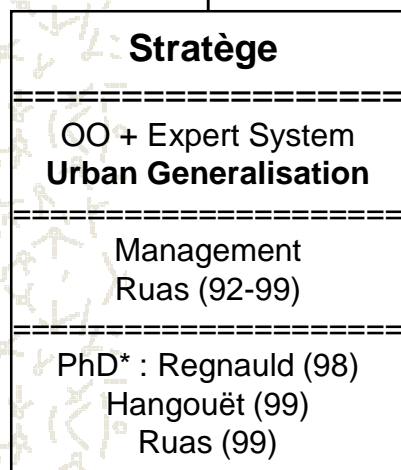 Stratège
====================
OO + Expert System
Urban Generalisation
====================
Management
Ruas (92-99)
====================
PhD* : Regnauld (98)
Hangouët (99)
Ruas (99)